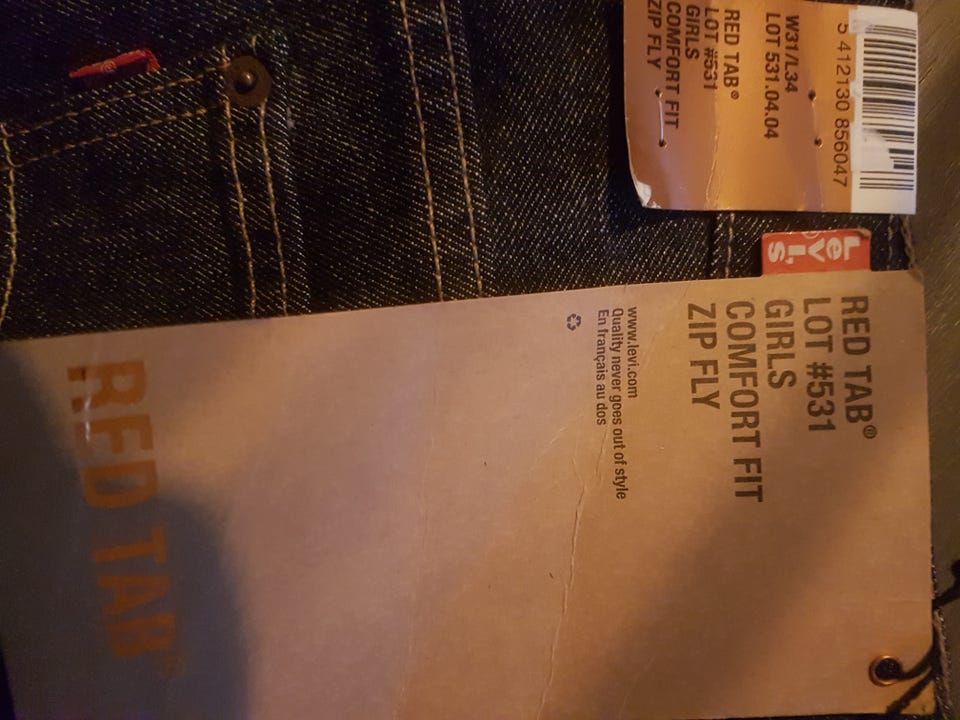 5 412130 856047
W31/L34
LOT 531.04.04
RED TAB®
LOT #531
GIRLS
COMFORT FIT
ZIP FLY
Levi's
RED TAB®
LOT #531
GIRLS
COMFORT FIT
ZIP FLY
www.levi.com
Quality never goes out of style
En français au dos
RED TAB®